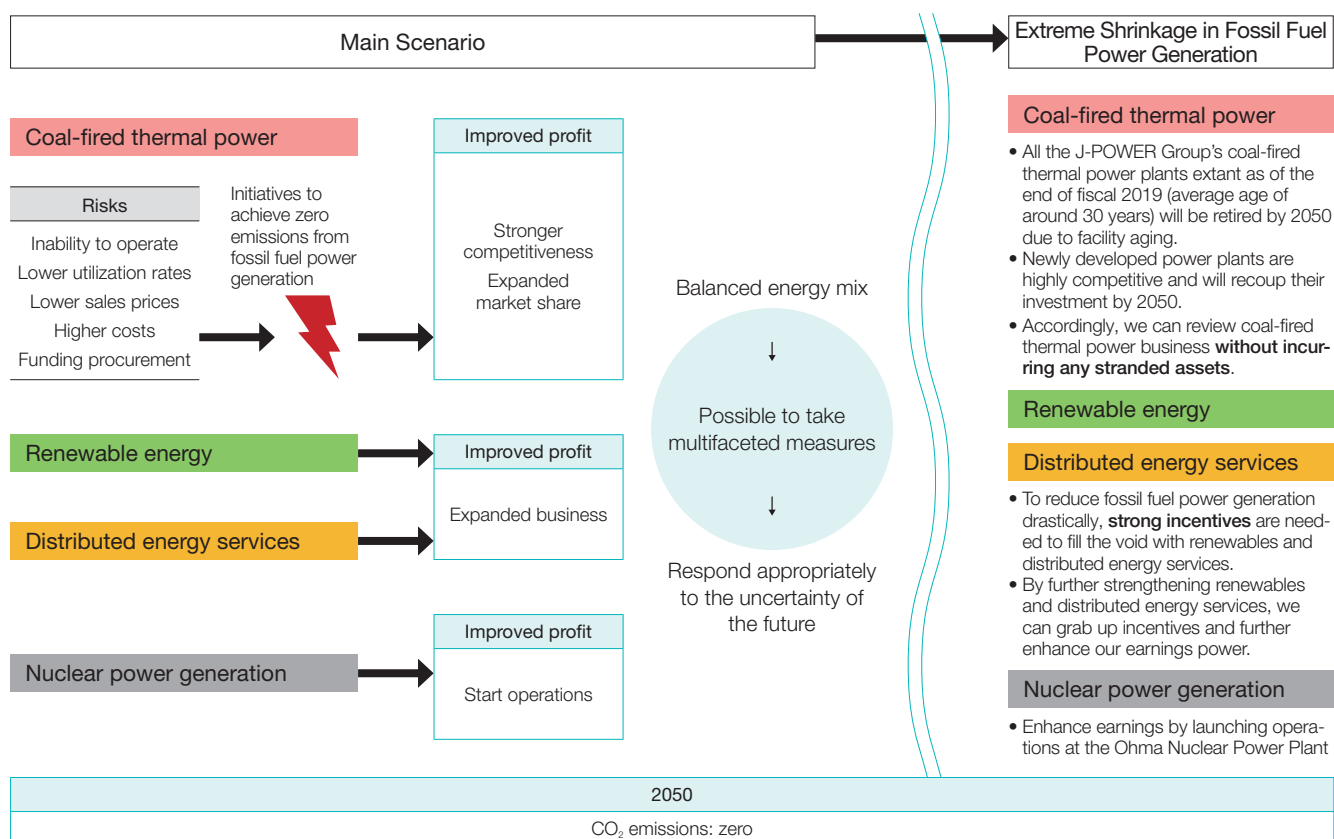 Main Scenario
Extreme Shrinkage in Fossil Fuel
Power Generation
Coal-fired thermal power
Risks
Inability to operate
Lower utilization rates
Lower sales prices
Higher costs
Funding procurement
Initiatives to
achieve zero
emissions from
fossil fuel power
generation
Improved profit
Stronger
competitiveness
Expanded
market share
Renewable energy
Distributed energy services
Improved profit
Expanded business
Nuclear power generation
Improved profit
Start operations
Balanced energy mix
↓
Possible to take
multifaceted measures
↓
Respond appropriately
to the uncertainty of
the future
Coal-fired thermal power
• All the J-POWER Group’s coal-fired
thermal power plants extant as of the
end of fiscal 2019 (average age of
around 30 years) will be retired by 2050
due to facility aging.
• Newly developed power plants are
highly competitive and will recoup their
investment by 2050.
• Accordingly, we can review coal-fired
thermal power business without incur-
ring any stranded assets.
Renewable energy
Distributed energy services
• To reduce fossil fuel power generation
drastically, strong incentives are need-
ed to fill the void with renewables and
distributed energy services.
• By further strengthening renewables
and distributed energy services, we
can grab up incentives and further
enhance our earnings power.
Nuclear power generation
• Enhance earnings by launching opera-
tions at the Ohma Nuclear Power Plant
2050
CO₂ emissions: zero